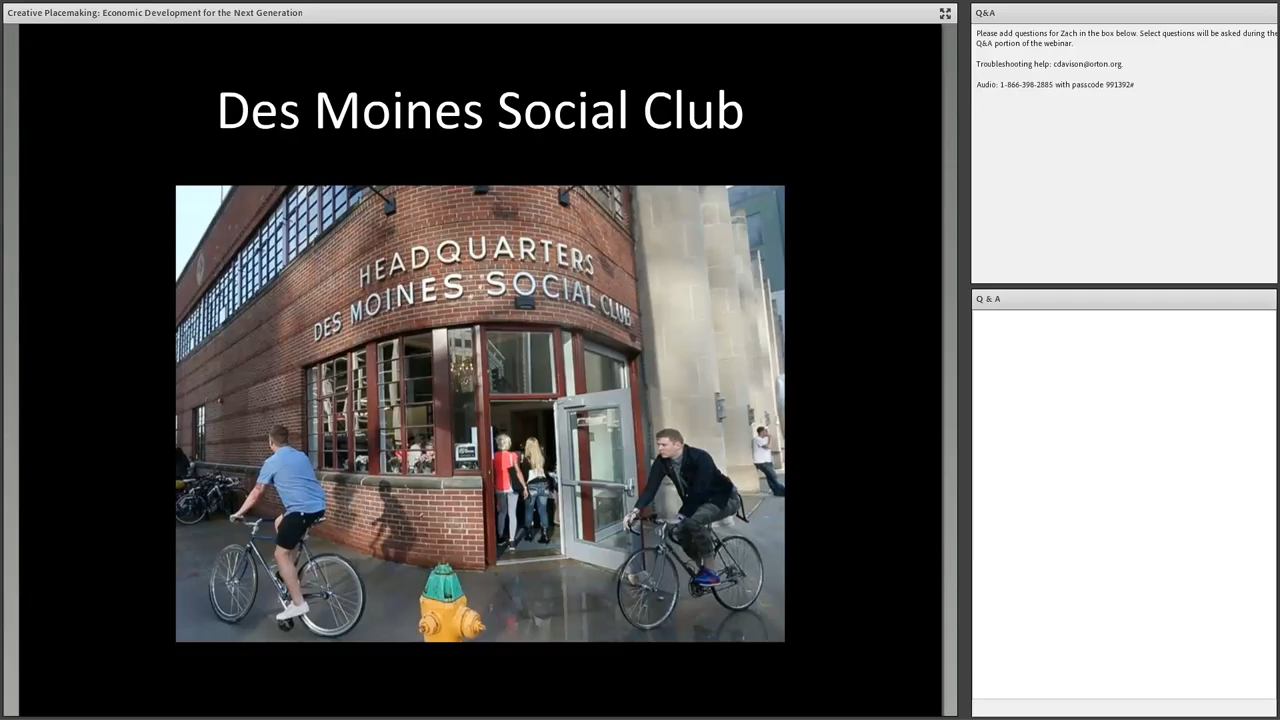 Creative Placemaking: Economic Development for the Next Generation
Des Moines Social Club
HEADQUARTERS
DES MOINES SOCIAL CLUB
Q&A
Please add questions for Zach in the box below. Select questions will be asked during the
Q&A portion of the webinar.
Troubleshooting help: cdavison@orton.org.
Audio: 1-866-398-2885 with passcode 991392#
Q & A